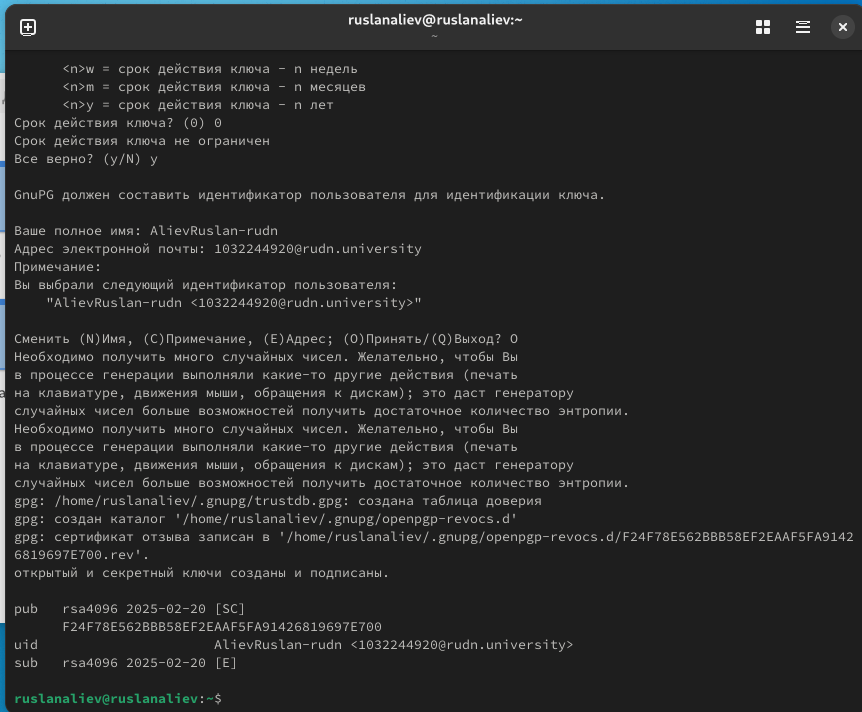 ruslanaliev@ruslanaliev:~
~
<n>w = срок действия ключа - n недель
<n>m = срок действия ключа - n месяцев
<n>y = срок действия ключа - n лет
Срок действия ключа? (0) 0
Срок действия ключа не ограничен
Все верно? (y/N) y
GnuPG должен составить идентификатор пользователя для идентификации ключа.
Ваше полное имя: AlievRuslan-rudn
Адрес электронной почты: 1032244920@rudn.university
Примечание:
Вы выбрали следующий идентификатор пользователя:
"AlievRuslan-rudn <1032244920@rudn.university>"
Сменить (N)Имя, (C)Примечание, (E)Адрес; (O)Принять/(Q)Выход? O
Необходимо получить много случайных чисел. Желательно, чтобы Вы
в процессе генерации выполняли какие-то другие действия (печать
на клавиатуре, движения мыши, обращения к дискам); это даст генератору
случайных чисел больше возможностей получить достаточное количество энтропии.
Необходимо получить много случайных чисел. Желательно, чтобы Вы
в процессе генерации выполняли какие-то другие действия (печать
на клавиатуре, движения мыши, обращения к дискам); это даст генератору
случайных чисел больше возможностей получить достаточное количество энтропии.
gpg: /home/ruslanaliev/.gnupg/trustdb.gpg: создана таблица доверия
gpg: создан каталог '/home/ruslanaliev/.gnupg/openpgp-revocs.d'
gpg: сертификат отзыва записан в '/home/ruslanaliev/.gnupg/openpgp-revocs.d/F24F78E562BBB58EF2EAAF5FA9142
6819697E700.rev'.
открытый и секретный ключи созданы и подписаны.
pub   rsa4096 2025-02-20 [SC]
F24F78E562BBB58EF2EAAF5FA91426819697E700
uid                      AlievRuslan-rudn <1032244920@rudn.university>
sub   rsa4096 2025-02-20 [E]
ruslanaliev@ruslanaliev:~$